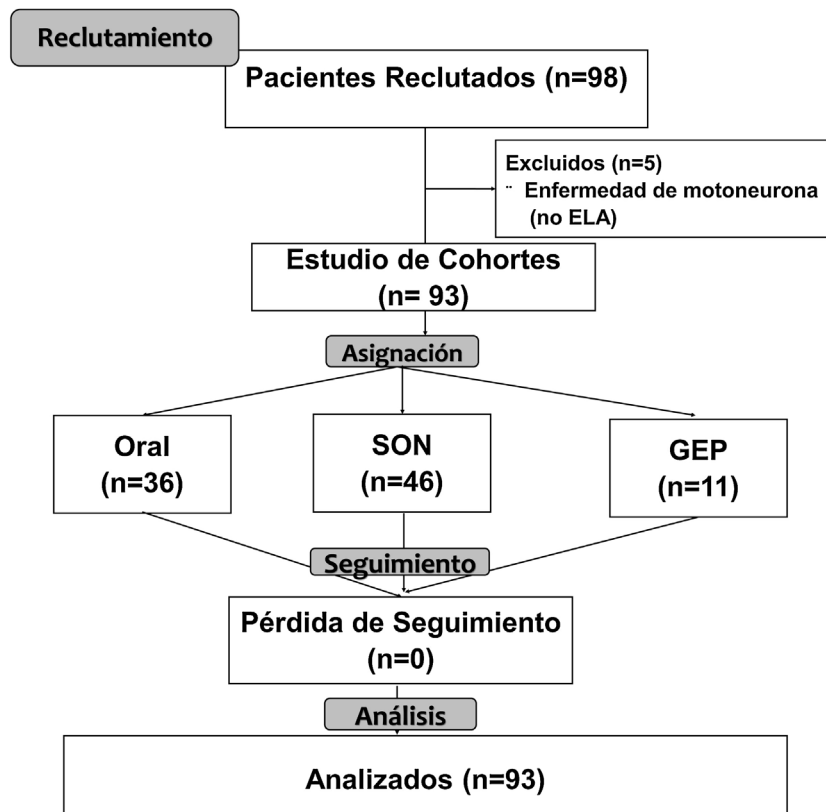 Reclutamiento
Pacientes Reclutados (n=98)
Excluidos (n=5)
¨ Enfermedad de motoneurona
(no ELA)
Estudio de Cohortes
(n= 93)
Asignación
Oral
(n=36)
SON
(n=46)
GEP
(n=11)
Seguimiento
Pérdida de Seguimiento
(n=0)
Análisis
Analizados (n=93)